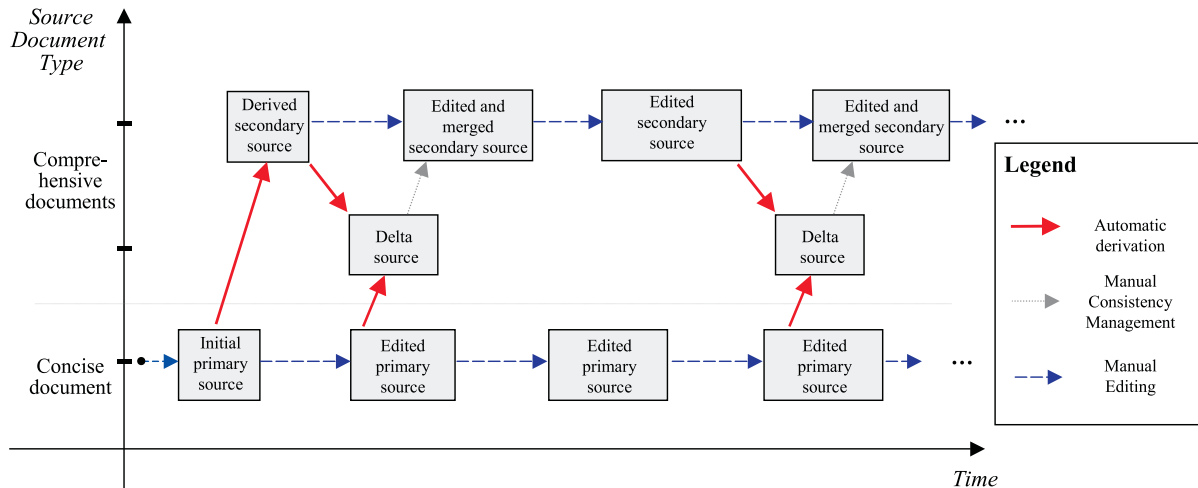 Source
Document
Type
Derived
secondary
source
Edited and
merged
secondary source
Edited
secondary
source
Edited and
merged secondary
source
...
Compre-
hensive
documents
Delta
source
Delta
source
Legend
Automatic
derivation
Manual
Consistency
Management
Manual
Editing
Concise
document
Initial
primary
source
Edited
primary
source
Edited
primary
source
Edited
primary
source
...
Time